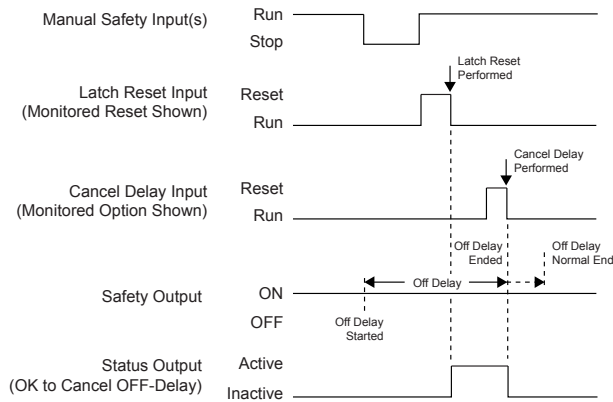 Manual Safety Input(s)
Run
Stop
Latch Reset
Performed
Latch Reset Input
(Monitored Reset Shown)
Reset
Run
Cancel Delay
Performed
Cancel Delay Input
(Monitored Option Shown)
Reset
Run
Off Delay
Ended
Off Delay
Normal End
Off Delay
Safety Output
ON
OFF
Off Delay
Started
Status Output
(OK to Cancel OFF-Delay)
Active
Inactive